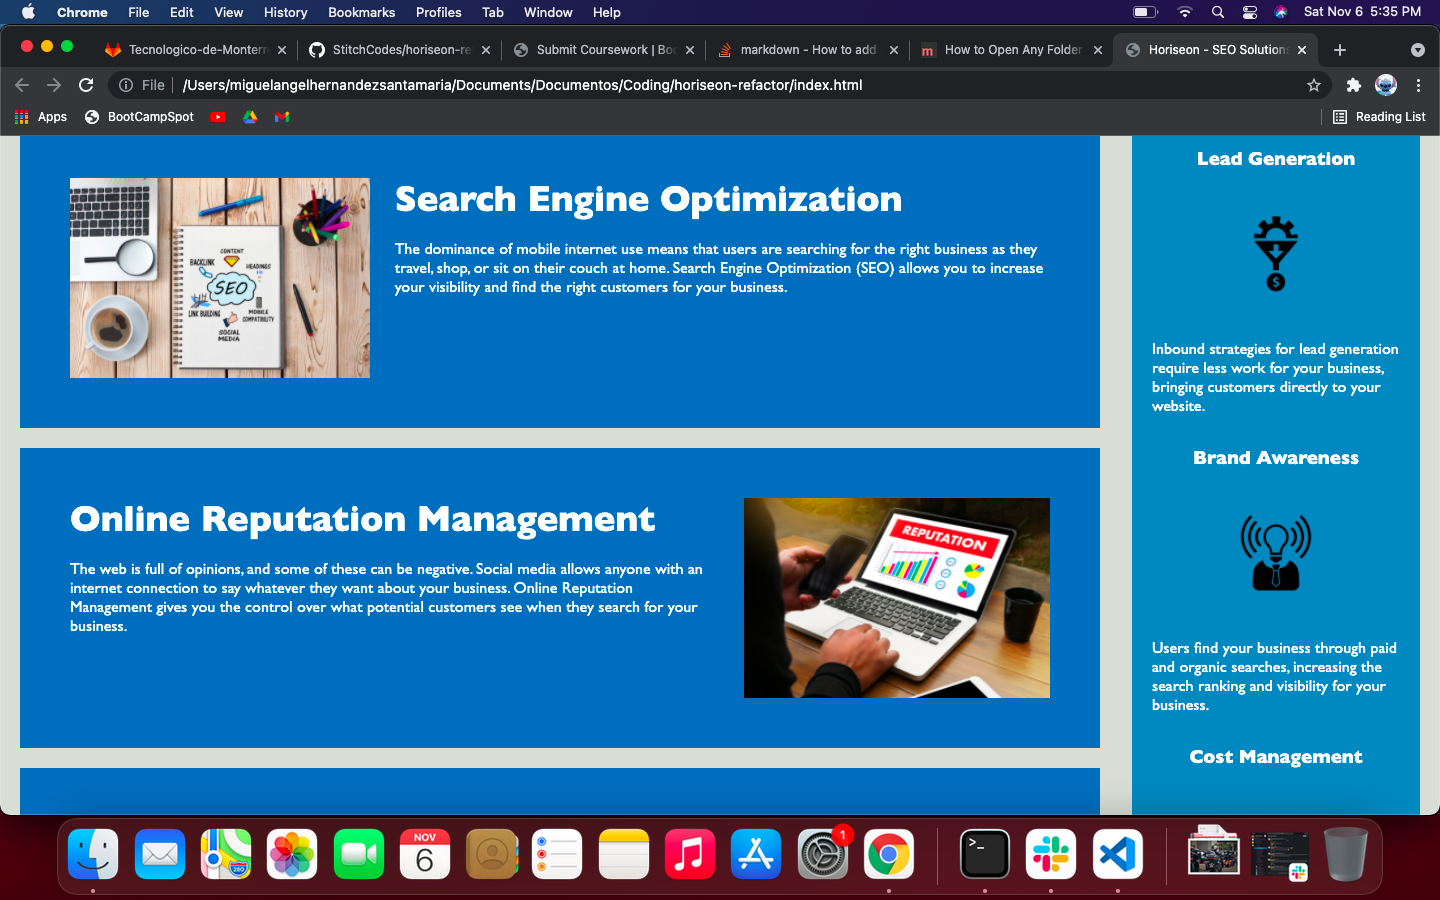 Chrome File Edit View History Bookmarks Profiles Tab Window Help Sat Nov 6 5:35 PM
Tecnologico-de-Monterr StitchCodes/horiseon-re Submit Coursework | Boo markdown - How to add How to Open Any Folder Horiseon - SEO Solution
File /Users/miguelangelhernandezsantamaria/Documents/Documentos/Coding/horiseon-refactor/index.html
Apps BootCampSpot Reading List
Search Engine Optimization
The dominance of mobile internet use means that users are searching for the right business as they
travel, shop, or sit on their couch at home. Search Engine Optimization (SEO) allows you to increase
your visibility and find the right customers for your business.
CONTENT
BACKLINK
HEADINGS
SEO
LINK BUILDING
MOBILE
COMPATIBILITY
SOCIAL
MEDIA
Online Reputation Management
The web is full of opinions, and some of these can be negative. Social media allows anyone with an
internet connection to say whatever they want about your business. Online Reputation
Management gives you the control over what potential customers see when they search for your
business.
REPUTATION
Lead Generation
$
Inbound strategies for lead generation
require less work for your business,
bringing customers directly to your
website.
Brand Awareness
Users find your business through paid
and organic searches, increasing the
search ranking and visibility for your
business.
Cost Management
NOV
6
280
1
>_